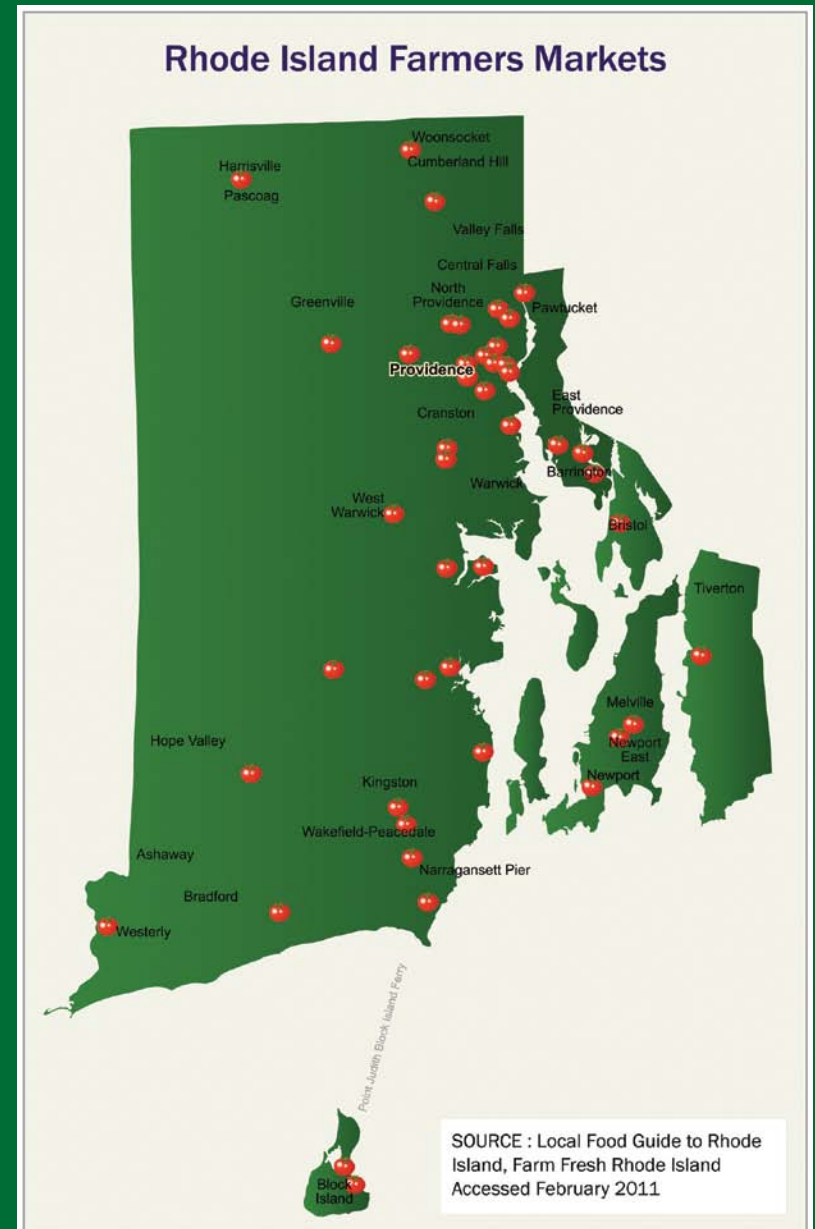 Rhode Island Farmers Markets
Woonsocket
Cumberland Hill
Harrisville
Pascoag
Valley Falls
Central Falls
North
Providence
Greenville
Pawtucket
Providence
East
Providence
Cranston
Barrington
Warwick
West
Warwick
Bristol
Tiverton
Melville
Newport
East
Newport
Hope Valley
Kingston
Wakefield-Peacedale
Ashaway
Narragansett Pier
Bradford
Westerly
Point Judith Block Island Ferry
Block
Island
SOURCE : Local Food Guide to Rhode
Island, Farm Fresh Rhode Island
Accessed February 2011